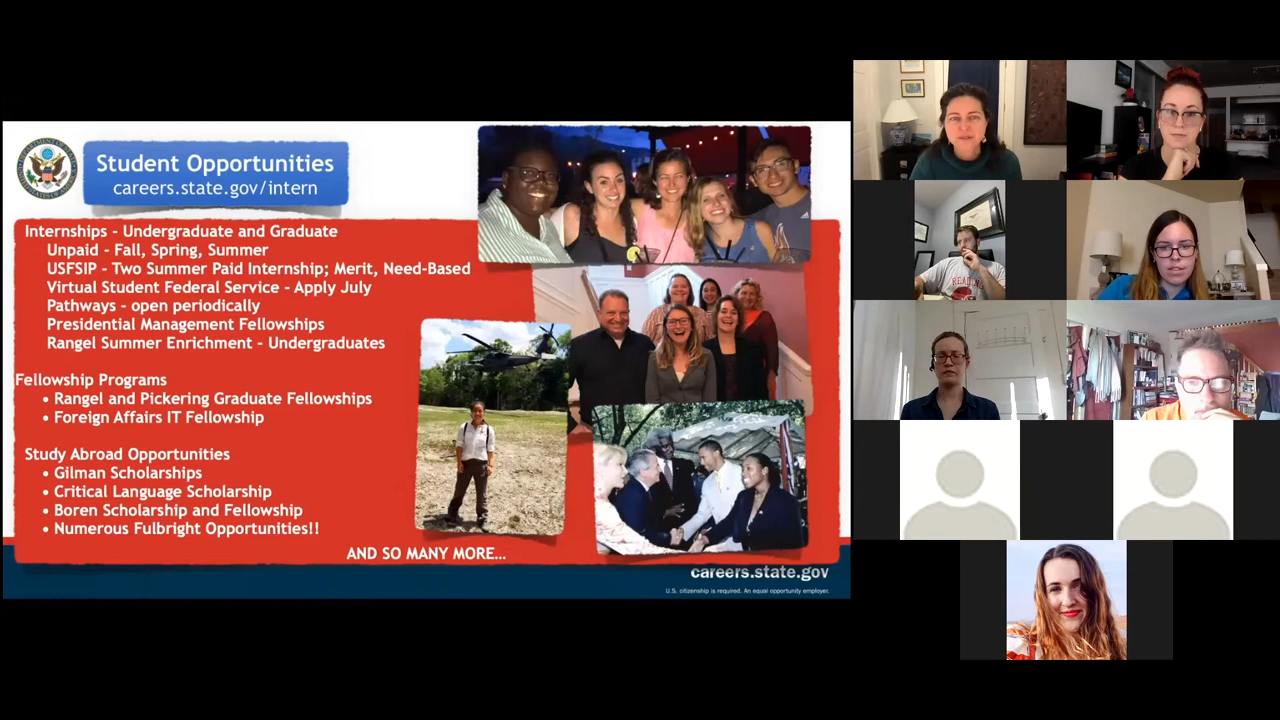 Student Opportunities
careers.state.gov/intern
Internships - Undergraduate and Graduate
Unpaid - Fall, Spring, Summer
USFSIP - Two Summer Paid Internship; Merit, Need-Based
Virtual Student Federal Service - Apply July
Pathways - open periodically
Presidential Management Fellowships
Rangel Summer Enrichment - Undergraduates
Fellowship Programs
• Rangel and Pickering Graduate Fellowships
• Foreign Affairs IT Fellowship
Study Abroad Opportunities
• Gilman Scholarships
• Critical Language Scholarship
• Boren Scholarship and Fellowship
• Numerous Fulbright Opportunities!!
AND SO MANY MORE...
careers.state.gov
U.S. citizenship is required. An equal opportunity employer.